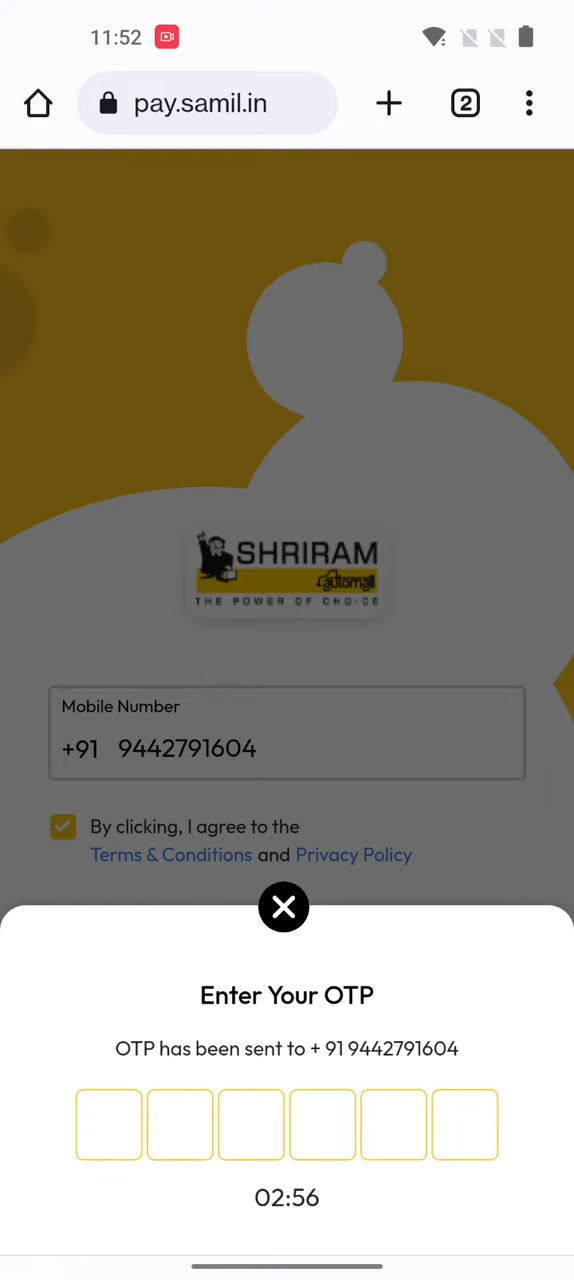 11:52
pay.samil.in
2
SHRIRAM
automall
THE POWER OF CHOICE
Mobile Number
+91 9442791604
By clicking, I agree to the
Terms & Conditions and Privacy Policy
Enter Your OTP
OTP has been sent to + 91 9442791604
02:56